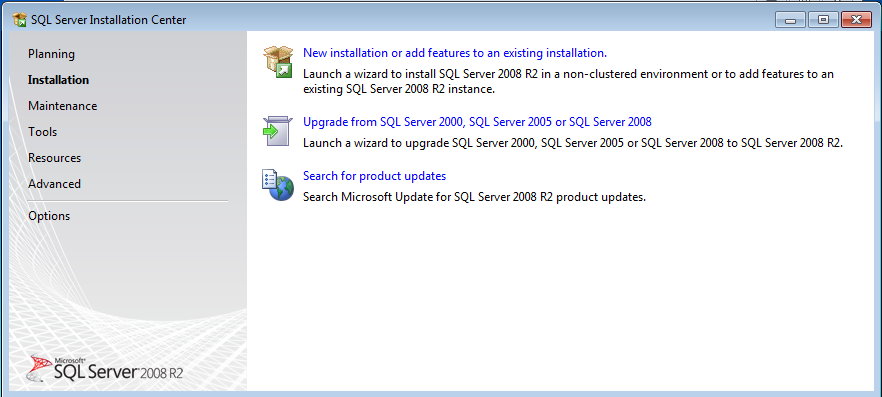 SQL Server Installation Center
Planning
Installation
Maintenance
Tools
Resources
Advanced
Options
New installation or add features to an existing installation.
Launch a wizard to install SQL Server 2008 R2 in a non-clustered environment or to add features to an
existing SQL Server 2008 R2 instance.
Upgrade from SQL Server 2000, SQL Server 2005 or SQL Server 2008
Launch a wizard to upgrade SQL Server 2000, SQL Server 2005 or SQL Server 2008 to SQL Server 2008 R2.
Search for product updates
Search Microsoft Update for SQL Server 2008 R2 product updates.
Microsoft®
SQL Server® 2008 R2